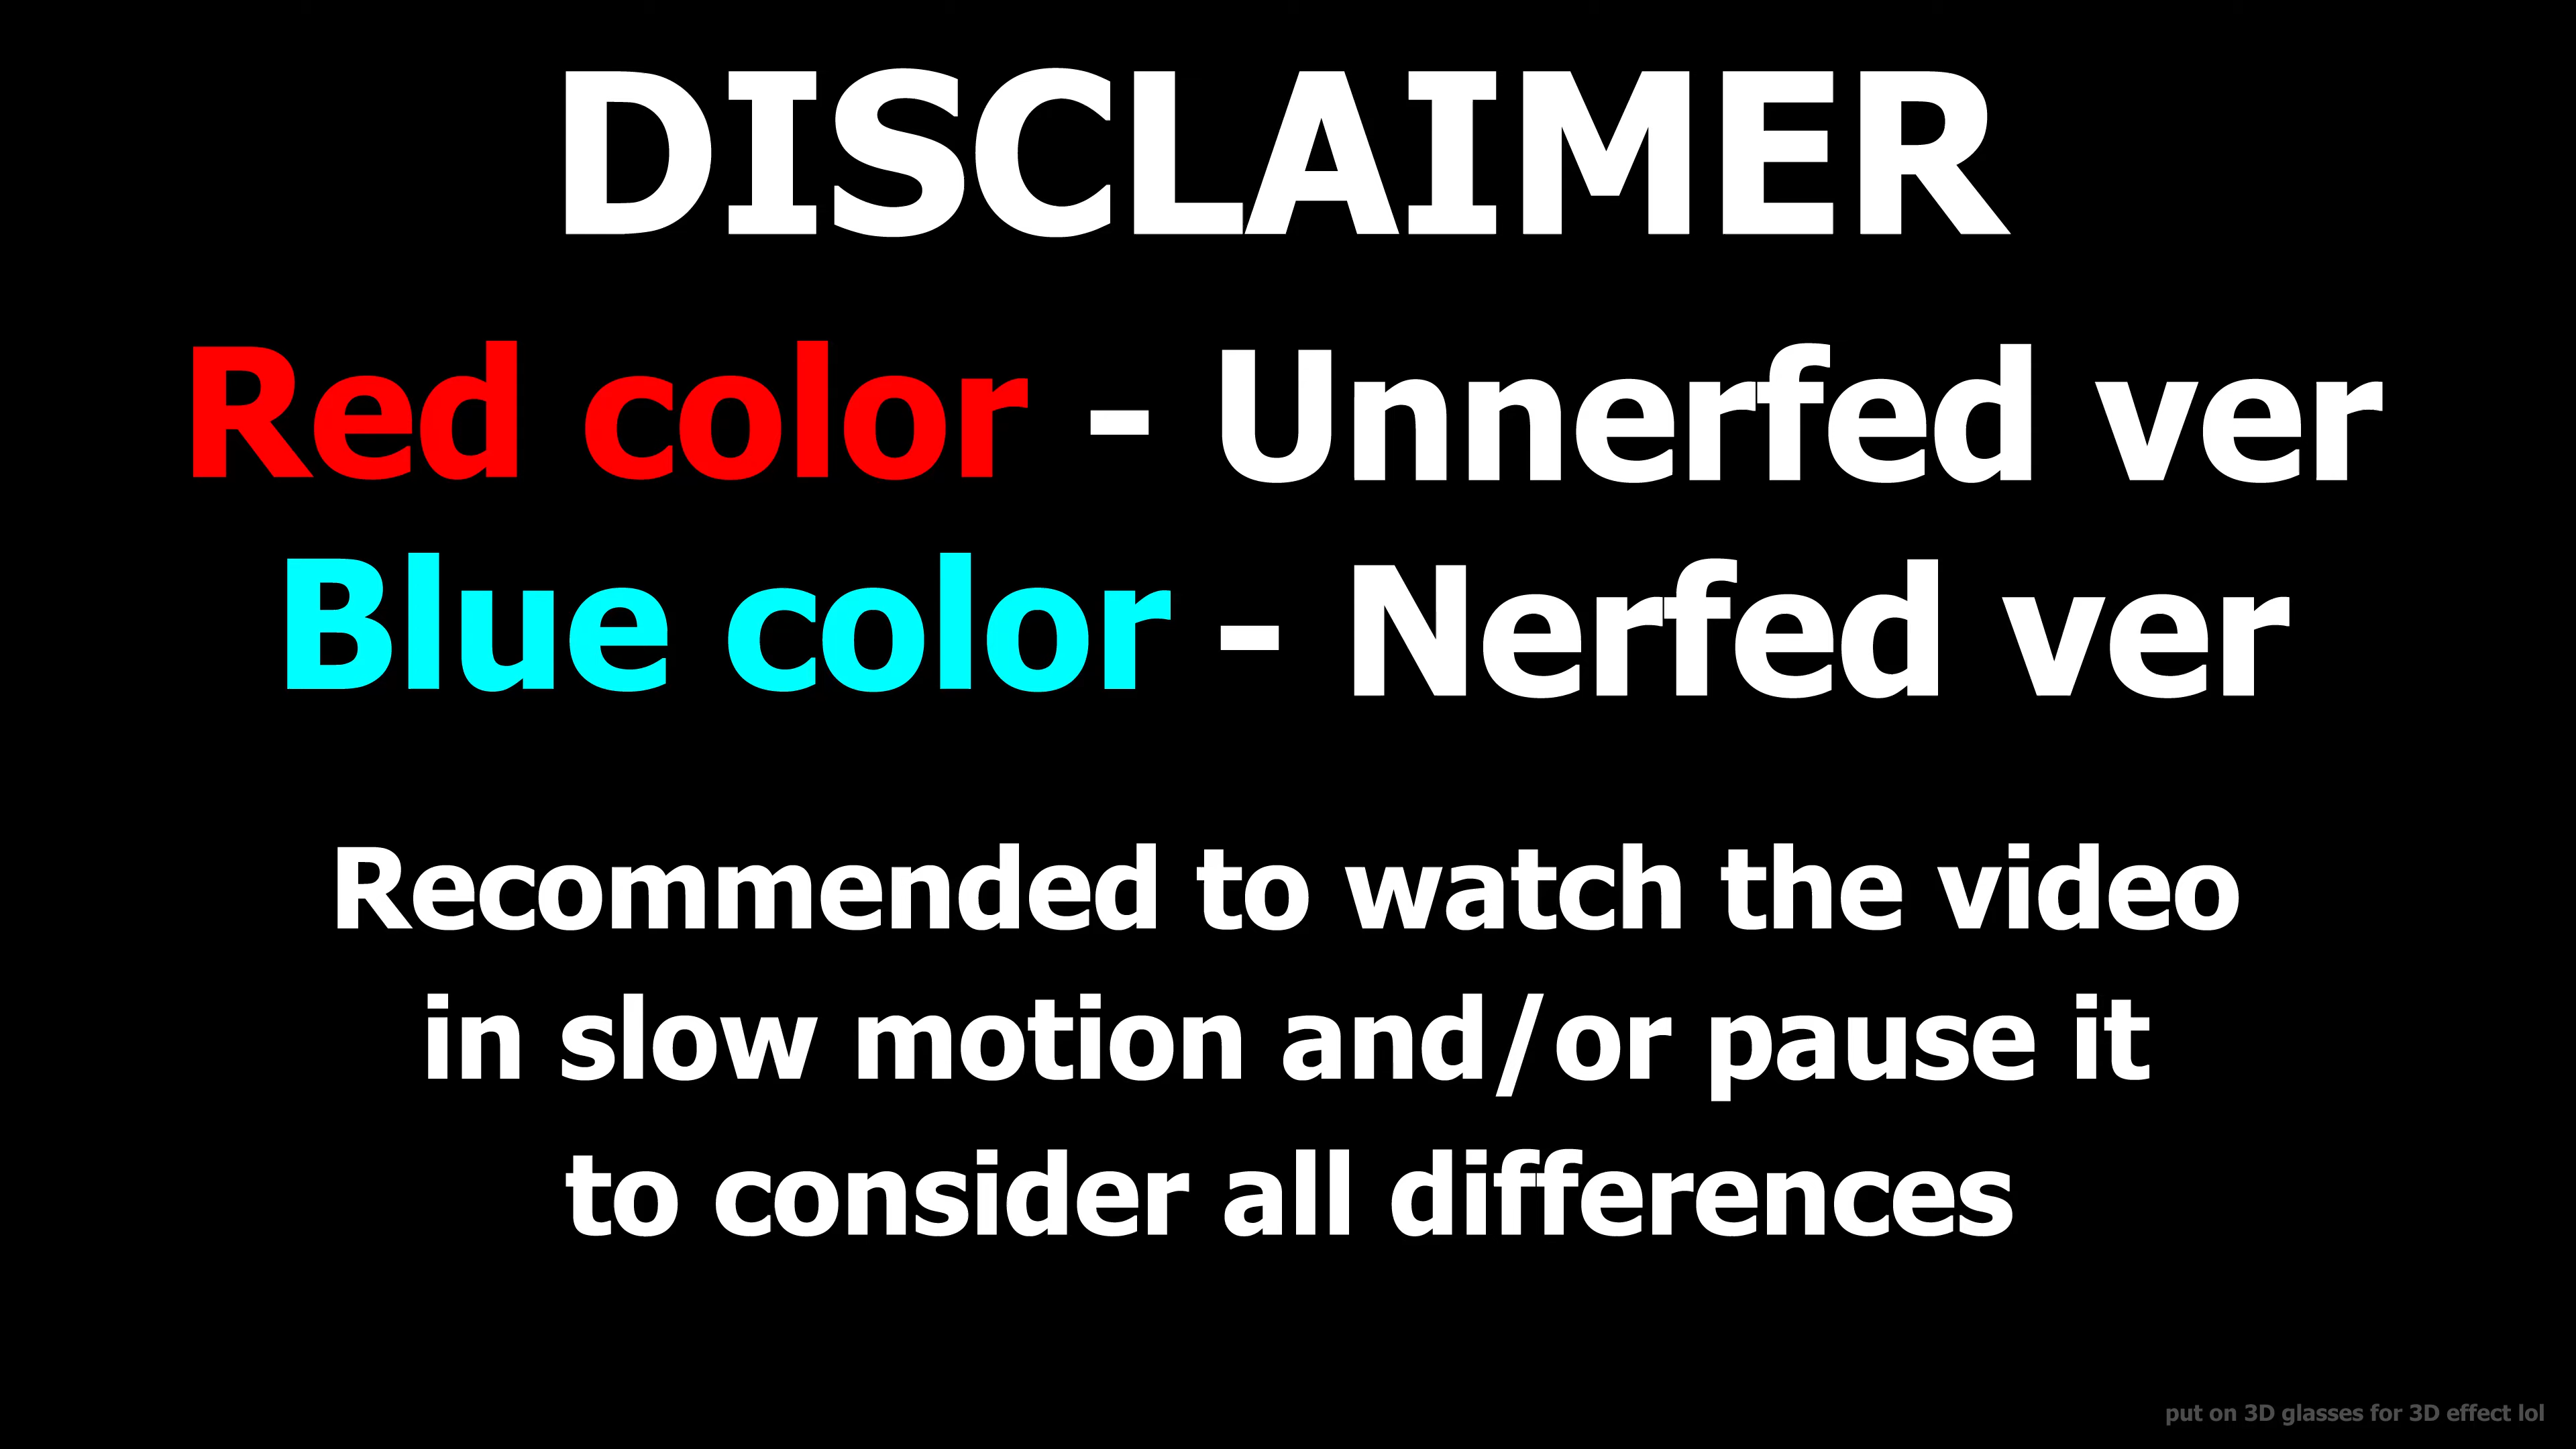 DISCLAIMER
Red color - Unnerfed ver
Blue color - Nerfed ver
Recommended to watch the video
in slow motion and/or pause it
to consider all differences
put on 3D glasses for 3D effect lol